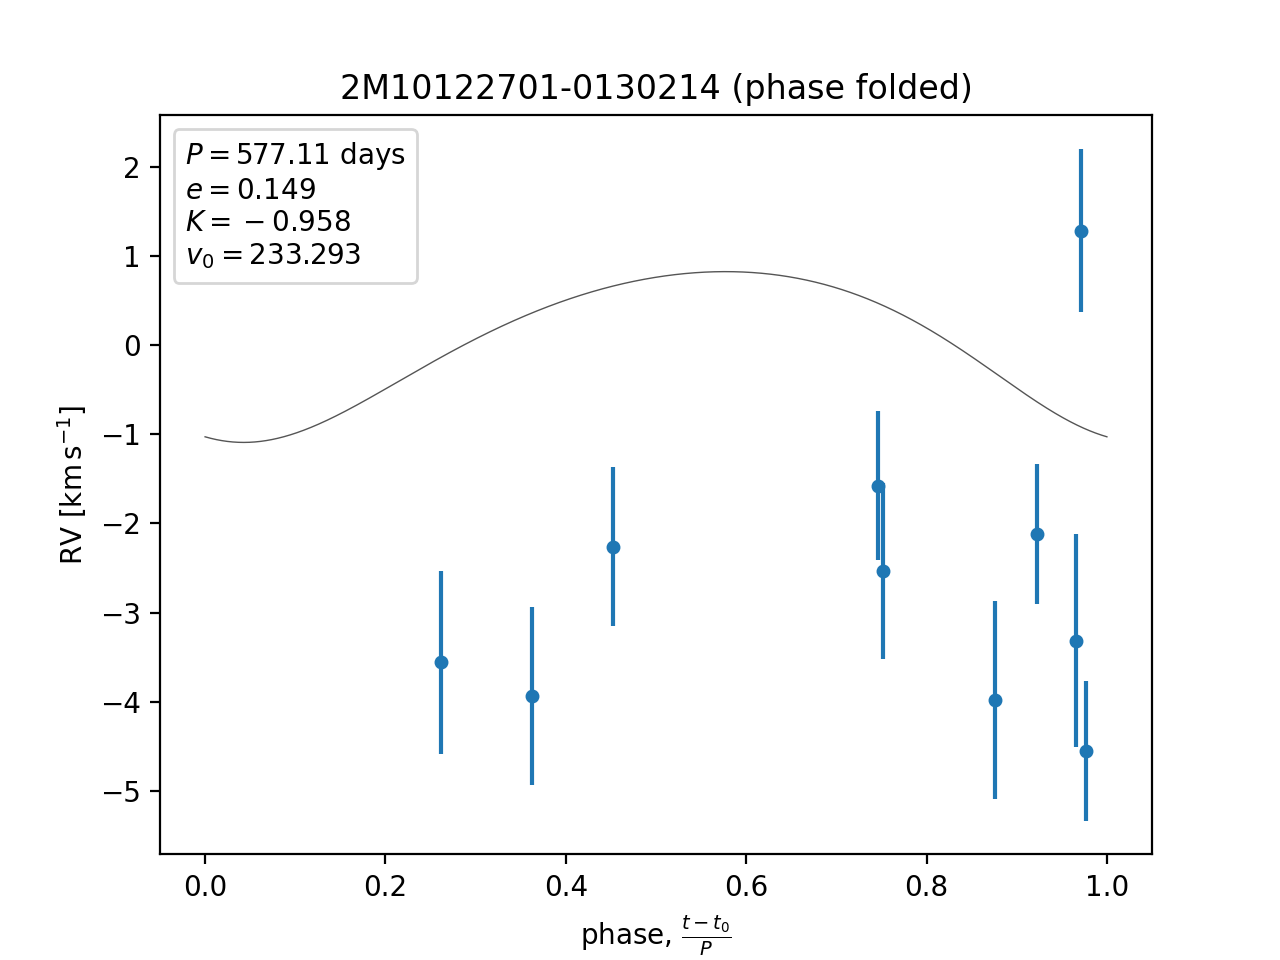 2M10122701-0130214 (phase folded)
P = 577.11 days
e = 0.149
K = −0.958
v₀ = 233.293
2
1
0
−1
−2
−3
−4
−5
RV [km s⁻¹]
0.0 0.2 0.4 0.6 0.8 1.0
phase, (t − t₀)/P